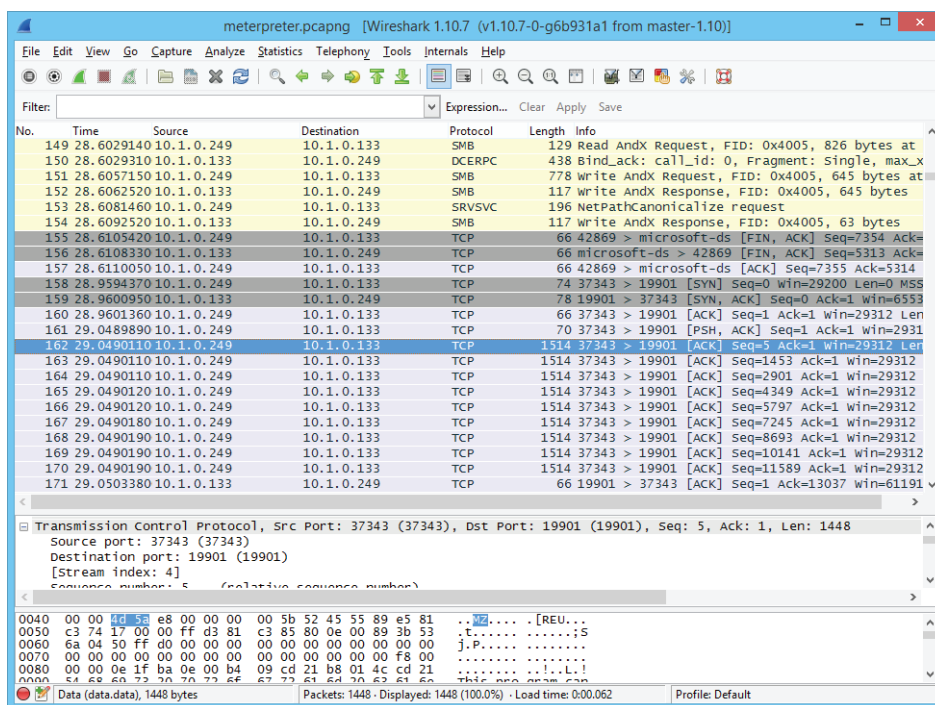 meterpreter.pcapng [Wireshark 1.10.7 (v1.10.7-0-g6b931a1 from master-1.10)]
File Edit View Go Capture Analyze Statistics Telephony Tools Internals Help
Filter: Expression... Clear Apply Save
No. Time Source Destination Protocol Length Info
149 28.6029140 10.1.0.249 10.1.0.133 SMB 129 Read AndX Request, FID: 0x4005, 826 bytes at
150 28.6029310 10.1.0.133 10.1.0.249 DCERPC 438 Bind_ack: call_id: 0, Fragment: Single, max_x
151 28.6057150 10.1.0.249 10.1.0.133 SMB 778 Write AndX Request, FID: 0x4005, 645 bytes at
152 28.6062520 10.1.0.133 10.1.0.249 SMB 117 Write AndX Response, FID: 0x4005, 645 bytes
153 28.6081460 10.1.0.249 10.1.0.133 SRVSVC 196 NetPathCanonicalize request
154 28.6092520 10.1.0.133 10.1.0.249 SMB 117 Write AndX Response, FID: 0x4005, 63 bytes
155 28.6105420 10.1.0.249 10.1.0.133 TCP 66 42869 > microsoft-ds [FIN, ACK] Seq=7354 Ack=
156 28.6108330 10.1.0.133 10.1.0.249 TCP 66 microsoft-ds > 42869 [FIN, ACK] Seq=5313 Ack=
157 28.6110050 10.1.0.249 10.1.0.133 TCP 66 42869 > microsoft-ds [ACK] Seq=7355 Ack=5314
158 28.9594370 10.1.0.249 10.1.0.133 TCP 74 37343 > 19901 [SYN] Seq=0 Win=29200 Len=0 MSS
159 28.9600950 10.1.0.133 10.1.0.249 TCP 78 19901 > 37343 [SYN, ACK] Seq=0 Ack=1 Win=6553
160 28.9601360 10.1.0.249 10.1.0.133 TCP 66 37343 > 19901 [ACK] Seq=1 Ack=1 Win=29312 Len
161 29.0489890 10.1.0.249 10.1.0.133 TCP 70 37343 > 19901 [PSH, ACK] Seq=1 Ack=1 Win=2931
162 29.0490110 10.1.0.249 10.1.0.133 TCP 1514 37343 > 19901 [ACK] Seq=5 Ack=1 Win=29312 Len
163 29.0490110 10.1.0.249 10.1.0.133 TCP 1514 37343 > 19901 [ACK] Seq=1453 Ack=1 Win=29312
164 29.0490110 10.1.0.249 10.1.0.133 TCP 1514 37343 > 19901 [ACK] Seq=2901 Ack=1 Win=29312
165 29.0490120 10.1.0.249 10.1.0.133 TCP 1514 37343 > 19901 [ACK] Seq=4349 Ack=1 Win=29312
166 29.0490120 10.1.0.249 10.1.0.133 TCP 1514 37343 > 19901 [ACK] Seq=5797 Ack=1 Win=29312
167 29.0490180 10.1.0.249 10.1.0.133 TCP 1514 37343 > 19901 [ACK] Seq=7245 Ack=1 Win=29312
168 29.0490190 10.1.0.249 10.1.0.133 TCP 1514 37343 > 19901 [ACK] Seq=8693 Ack=1 Win=29312
169 29.0490190 10.1.0.249 10.1.0.133 TCP 1514 37343 > 19901 [ACK] Seq=10141 Ack=1 Win=29312
170 29.0490190 10.1.0.249 10.1.0.133 TCP 1514 37343 > 19901 [ACK] Seq=11589 Ack=1 Win=29312
171 29.0503380 10.1.0.133 10.1.0.249 TCP 66 19901 > 37343 [ACK] Seq=1 Ack=13037 Win=61191
Transmission Control Protocol, Src Port: 37343 (37343), Dst Port: 19901 (19901), Seq: 5, Ack: 1, Len: 1448
Source port: 37343 (37343)
Destination port: 19901 (19901)
[Stream index: 4]
Sequence number: 5 (relative sequence number)
0040 00 00 4d 5a e8 00 00 00 00 5b 52 45 55 89 e5 81 ..MZ.... .[REU...
0050 c3 74 17 00 00 ff d3 81 c3 85 80 0e 00 89 3b 53 .t...... ......;S
0060 6a 04 50 ff d0 00 00 00 00 00 00 00 00 00 00 00 j.P..... ........
0070 00 00 00 00 00 00 00 00 00 00 00 00 00 00 f8 00 ........ ........
0080 00 00 0e 1f ba 0e 00 b4 09 cd 21 b8 01 4c cd 21 ........ ..!..L.!
0090 54 68 69 73 20 70 72 6f 67 72 61 6d 20 63 61 6e This pro gram can
Data (data.data), 1448 bytes Packets: 1448 · Displayed: 1448 (100.0%) · Load time: 0:00.062 Profile: Default